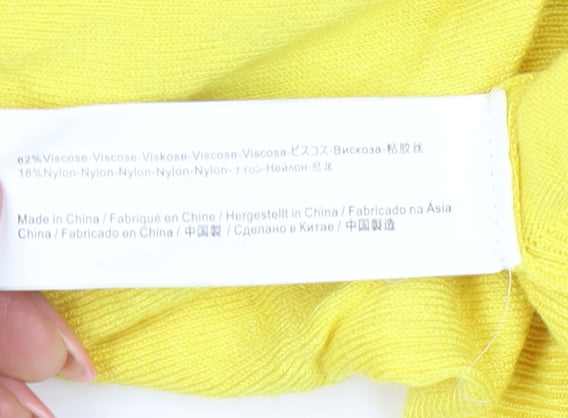 82%Viscose-Viscose-Viskose-Viscose-Viscosa-ビスコス-Вискоза-粘胶丝
18%Nylon-Nylon-Nylon-Nylon-Nylon-ナイロン-Нейлон-尼龙
Made in China / Fabriqué en Chine / Hergestellt in China / Fabricado na Ásia
China / Fabricado en China / 中国製 / Сделано в Китае / 中國製造